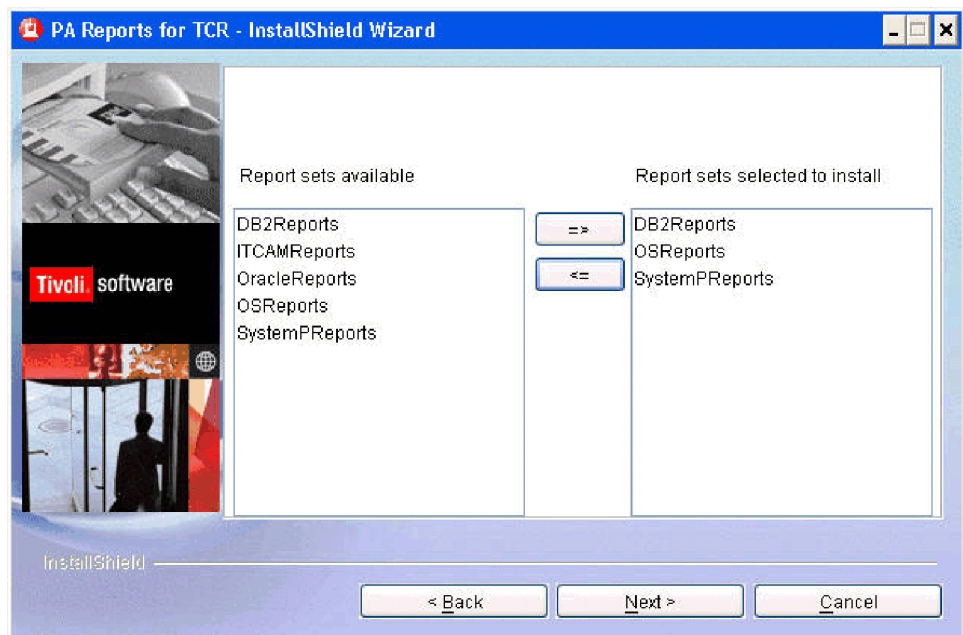 PA Reports for TCR - InstallShield Wizard
Report sets available
Report sets selected to install
DB2Reports
ITCAMReports
OracleReports
OSReports
SystemPReports
=>
<=
DB2Reports
OSReports
SystemPReports
Tivoli. software
InstallShield
< Back
Next >
Cancel